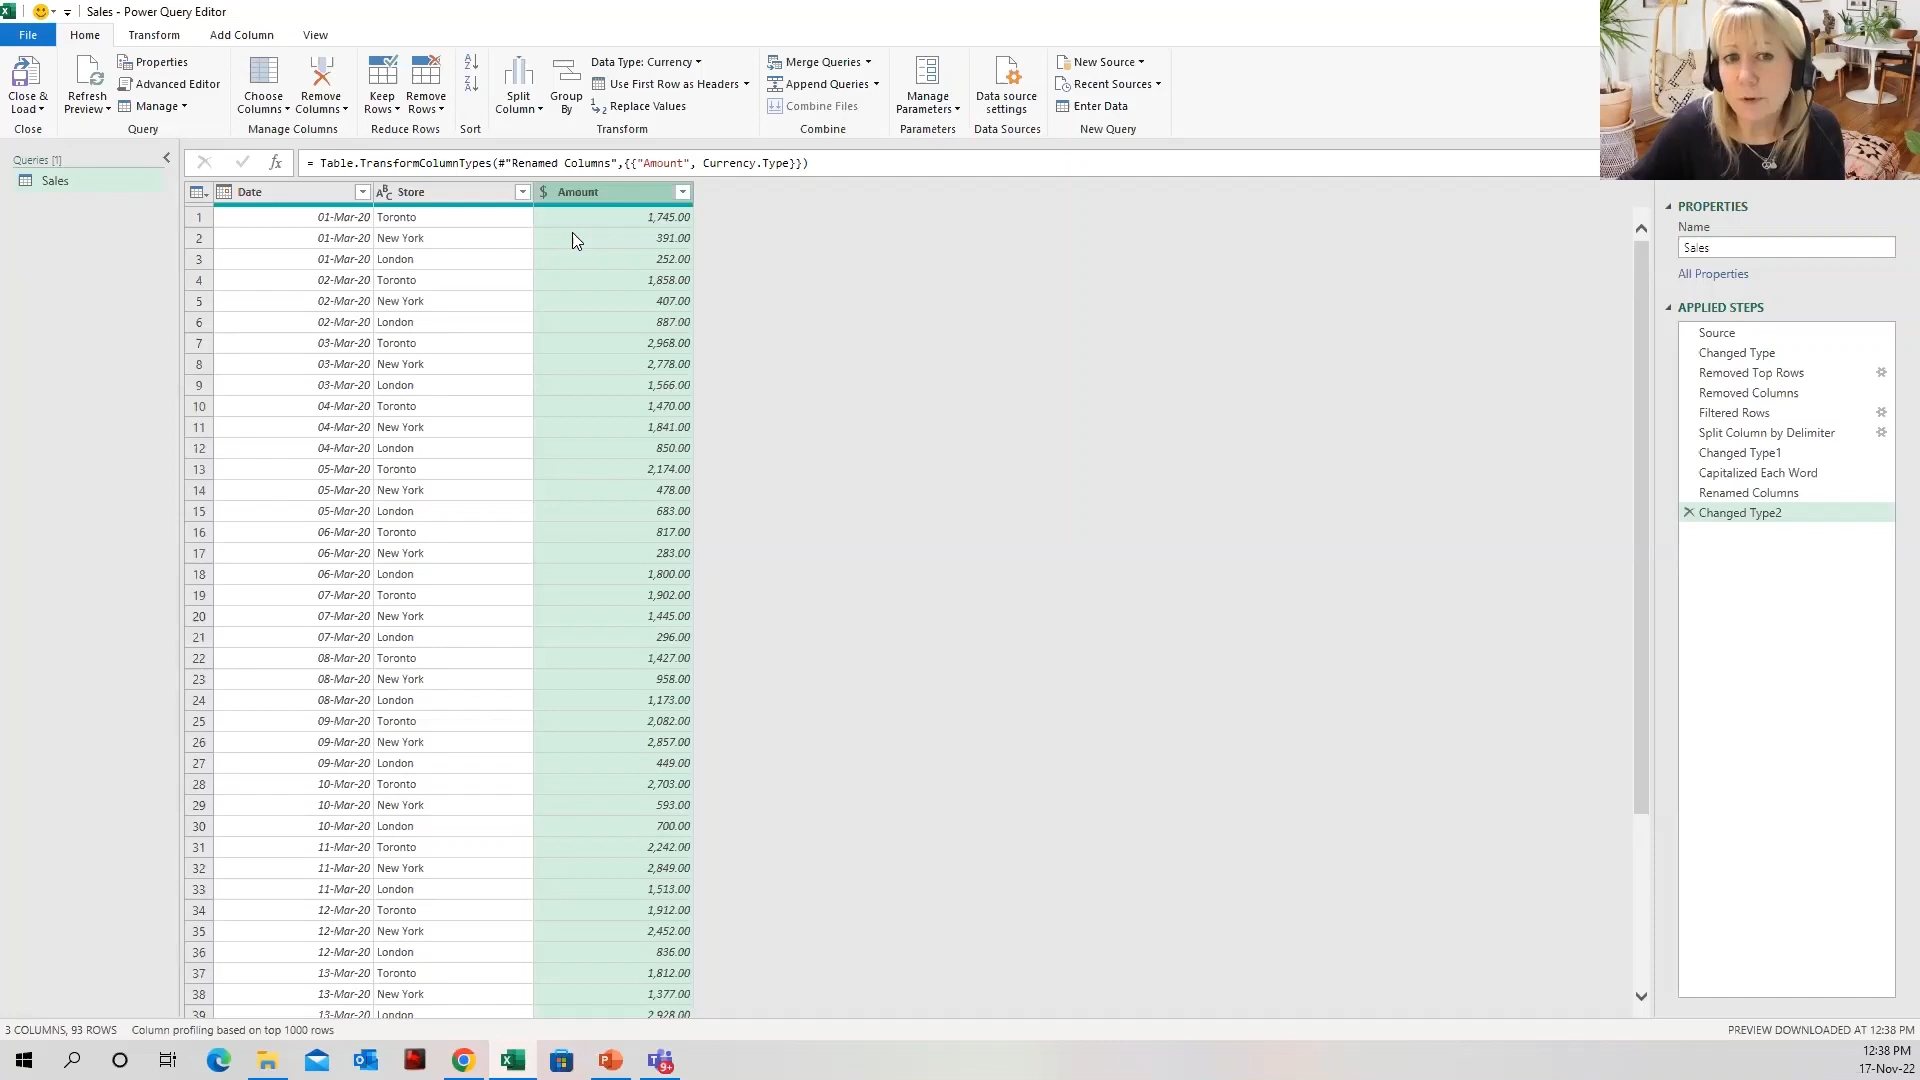 Sales - Power Query Editor
File Home Transform Add Column View
Close & Load
Close
Refresh Preview
Properties
Advanced Editor
Manage
Query
Choose Columns
Remove Columns
Manage Columns
Keep Rows
Remove Rows
Reduce Rows
Sort
Split Column
Group By
Data Type: Currency
Use First Row as Headers
Replace Values
Transform
Merge Queries
Append Queries
Combine Files
Combine
Manage Parameters
Parameters
Data source settings
Data Sources
New Source
Recent Sources
Enter Data
New Query
Queries [1]
Sales
fx = Table.TransformColumnTypes(#"Renamed Columns",{{"Amount", Currency.Type}})
Date ABC Store $ Amount
1 01-Mar-20 Toronto 1,745.00
2 01-Mar-20 New York 391.00
3 01-Mar-20 London 252.00
4 02-Mar-20 Toronto 1,858.00
5 02-Mar-20 New York 407.00
6 02-Mar-20 London 887.00
7 03-Mar-20 Toronto 2,968.00
8 03-Mar-20 New York 2,778.00
9 03-Mar-20 London 1,566.00
10 04-Mar-20 Toronto 1,470.00
11 04-Mar-20 New York 1,841.00
12 04-Mar-20 London 850.00
13 05-Mar-20 Toronto 2,174.00
14 05-Mar-20 New York 478.00
15 05-Mar-20 London 683.00
16 06-Mar-20 Toronto 817.00
17 06-Mar-20 New York 283.00
18 06-Mar-20 London 1,800.00
19 07-Mar-20 Toronto 1,902.00
20 07-Mar-20 New York 1,445.00
21 07-Mar-20 London 296.00
22 08-Mar-20 Toronto 1,427.00
23 08-Mar-20 New York 958.00
24 08-Mar-20 London 1,173.00
25 09-Mar-20 Toronto 2,082.00
26 09-Mar-20 New York 2,857.00
27 09-Mar-20 London 449.00
28 10-Mar-20 Toronto 2,703.00
29 10-Mar-20 New York 593.00
30 10-Mar-20 London 700.00
31 11-Mar-20 Toronto 2,242.00
32 11-Mar-20 New York 2,849.00
33 11-Mar-20 London 1,513.00
34 12-Mar-20 Toronto 1,912.00
35 12-Mar-20 New York 2,452.00
36 12-Mar-20 London 836.00
37 13-Mar-20 Toronto 1,812.00
38 13-Mar-20 New York 1,377.00
39 13-Mar-20 London 2,928.00
PROPERTIES
Name
Sales
All Properties
APPLIED STEPS
Source
Changed Type
Removed Top Rows
Removed Columns
Filtered Rows
Split Column by Delimiter
Changed Type1
Capitalized Each Word
Renamed Columns
Changed Type2
3 COLUMNS, 93 ROWS Column profiling based on top 1000 rows
PREVIEW DOWNLOADED AT 12:38 PM
9+
12:38 PM
17-Nov-22